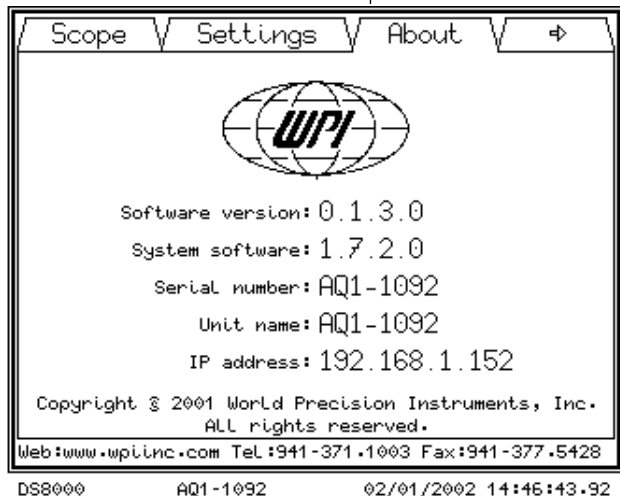 Scope Settings About ➪
WPI
Software version: 0.1.3.0
System software: 1.7.2.0
Serial number: AQ1-1092
Unit name: AQ1-1092
IP address: 192.168.1.152
Copyright § 2001 World Precision Instruments, Inc.
All rights reserved.
Web:www.wpiinc.com Tel:941-371.1003 Fax:941-377.5428
DS8000 AQ1-1092 02/01/2002 14:46:43.92